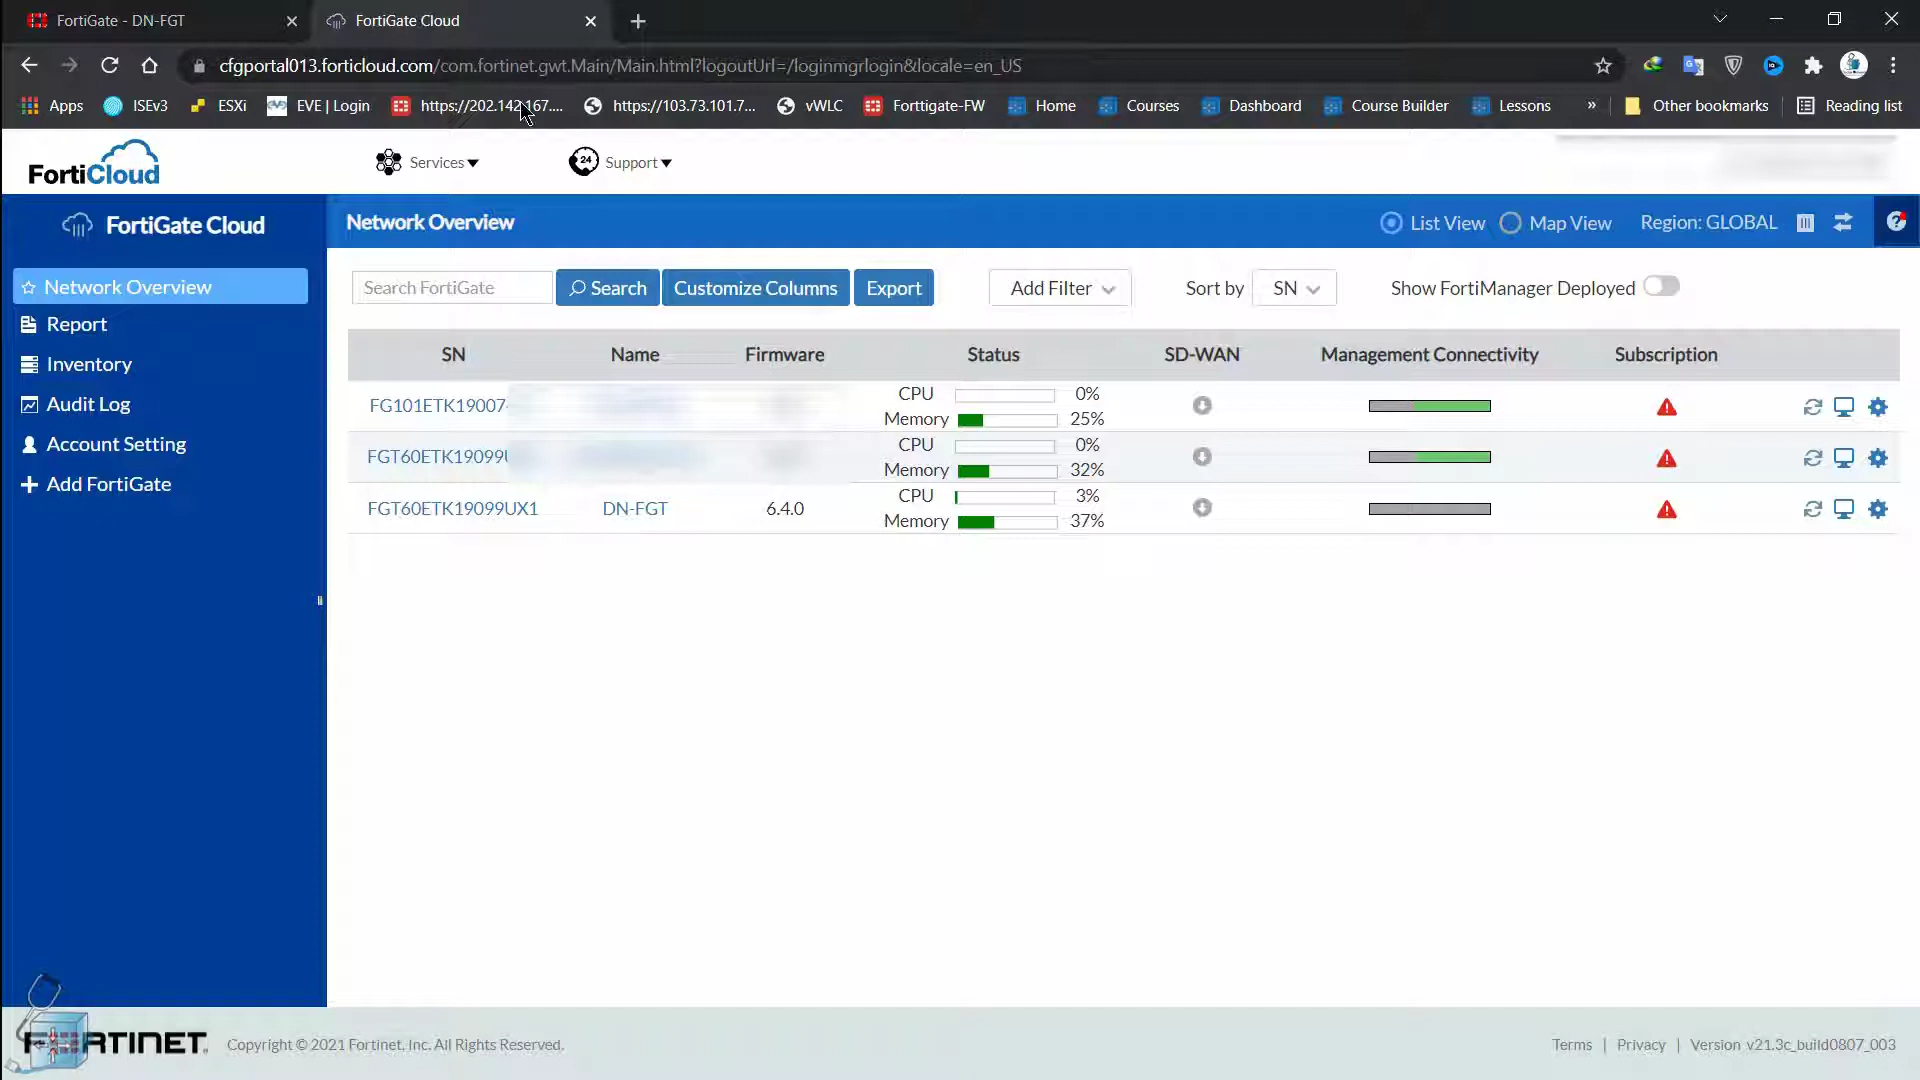 FortiGate - DN-FGT
FortiGate Cloud
cfgportal013.forticloud.com/com.fortinet.gwt.Main/Main.html?logoutUrl=/loginmgrlogin&locale=en_US
Apps ISEv3 ESXi EVE | Login https://202.142.167.... https://103.73.101.7... vWLC Forttigate-FW Home Courses Dashboard Course Builder Lessons » Other bookmarks Reading list
FortiCloud Services 24 Support
FortiGate Cloud
Network Overview
Report
Inventory
Audit Log
Account Setting
Add FortiGate
Network Overview List View Map View Region: GLOBAL
Search FortiGate Search Customize Columns Export Add Filter Sort by SN Show FortiManager Deployed
SN Name Firmware Status SD-WAN Management Connectivity Subscription
FG101ETK19007 CPU 0%
Memory 25%
FGT60ETK19099 CPU 0%
Memory 32%
FGT60ETK19099UX1 DN-FGT 6.4.0 CPU 3%
Memory 37%
FORTINET Copyright © 2021 Fortinet, Inc. All Rights Reserved. Terms | Privacy | Version v21.3c_build0807_003